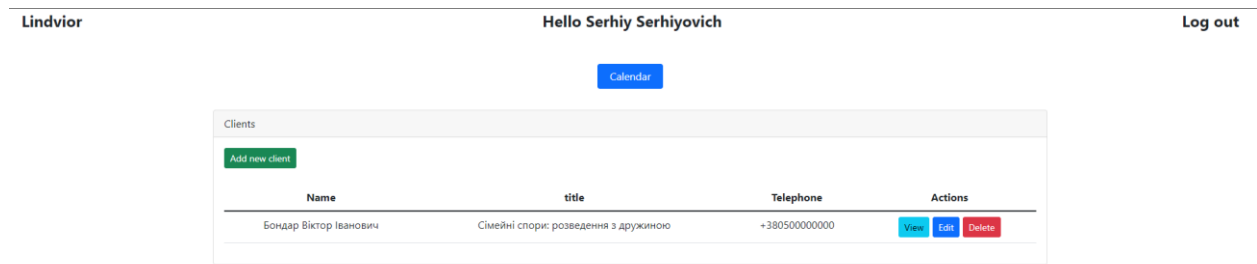 Lindvior Hello Serhiy Serhiyovich Log out
Calendar
Clients
Add new client
Name title Telephone Actions
Бондар Віктор Іванович Сімейні спори: розведення з дружиною +380500000000 View Edit Delete